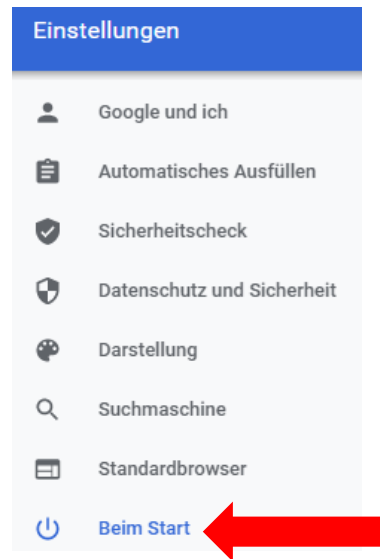 Einstellungen
Google und ich
Automatisches Ausfüllen
Sicherheitscheck
Datenschutz und Sicherheit
Darstellung
Suchmaschine
Standardbrowser
Beim Start